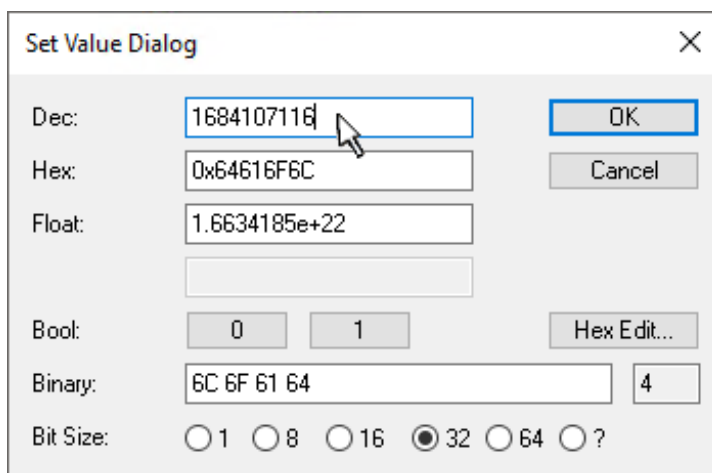 Set Value Dialog
Dec: 1684107116 OK
Hex: 0x64616F6C Cancel
Float: 1.6634185e+22
Bool: 0 1 Hex Edit...
Binary: 6C 6F 61 64 4
Bit Size: 1 8 16 32 64 ?